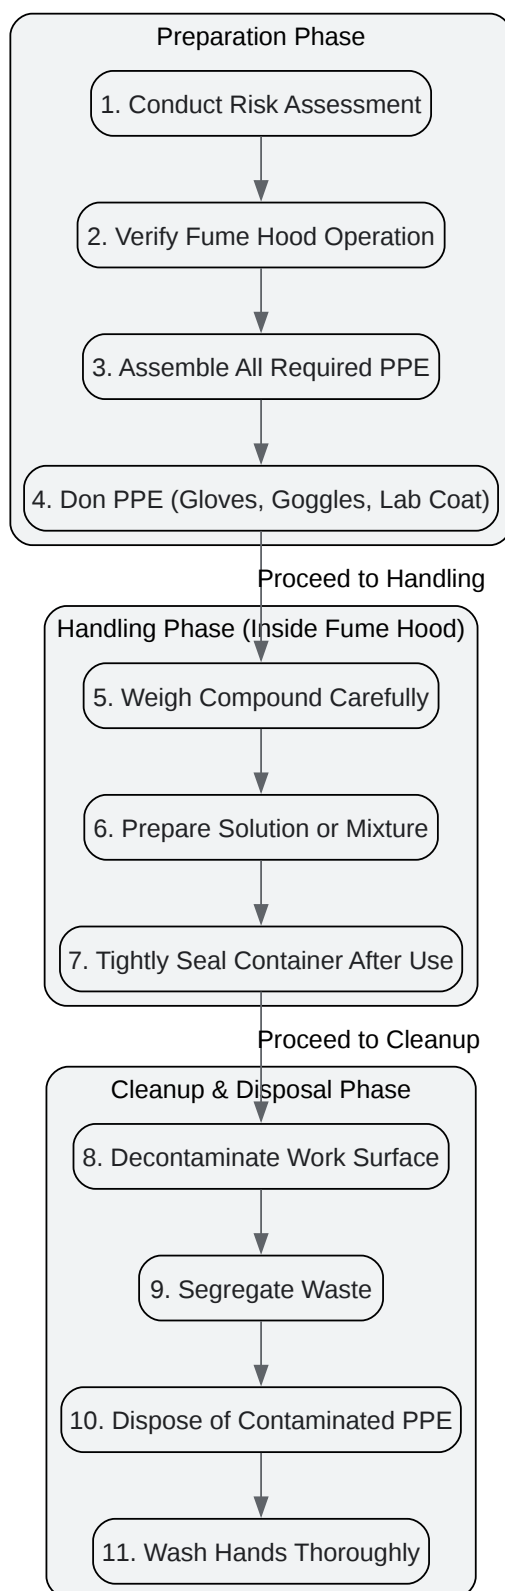 Preparation Phase
1. Conduct Risk Assessment
2. Verify Fume Hood Operation
3. Assemble All Required PPE
4. Don PPE (Gloves, Goggles, Lab Coat)
Proceed to Handling
Handling Phase (Inside Fume Hood)
5. Weigh Compound Carefully
6. Prepare Solution or Mixture
7. Tightly Seal Container After Use
Proceed to Cleanup
Cleanup & Disposal Phase
8. Decontaminate Work Surface
9. Segregate Waste
10. Dispose of Contaminated PPE
11. Wash Hands Thoroughly